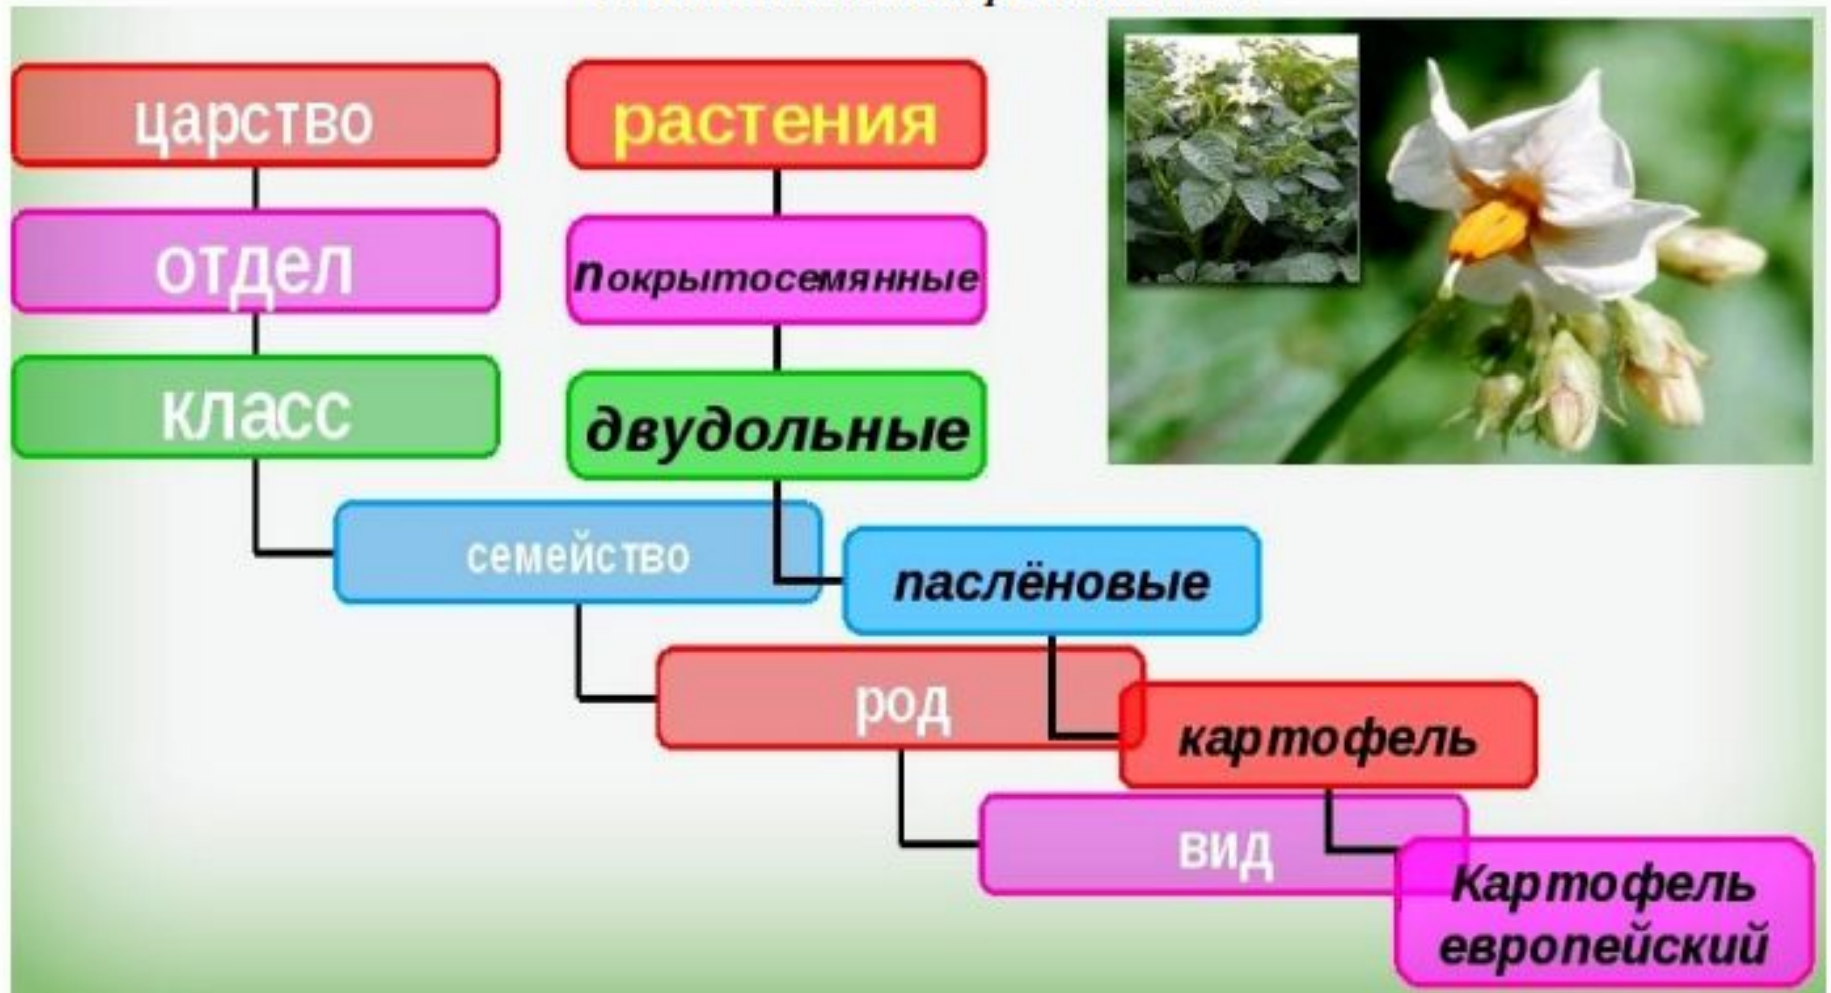 царство
растения
отдел
Покрытосемянные
класс
двудольные
семейство
паслёновые
род
картофель
вид
Картофель
европейский